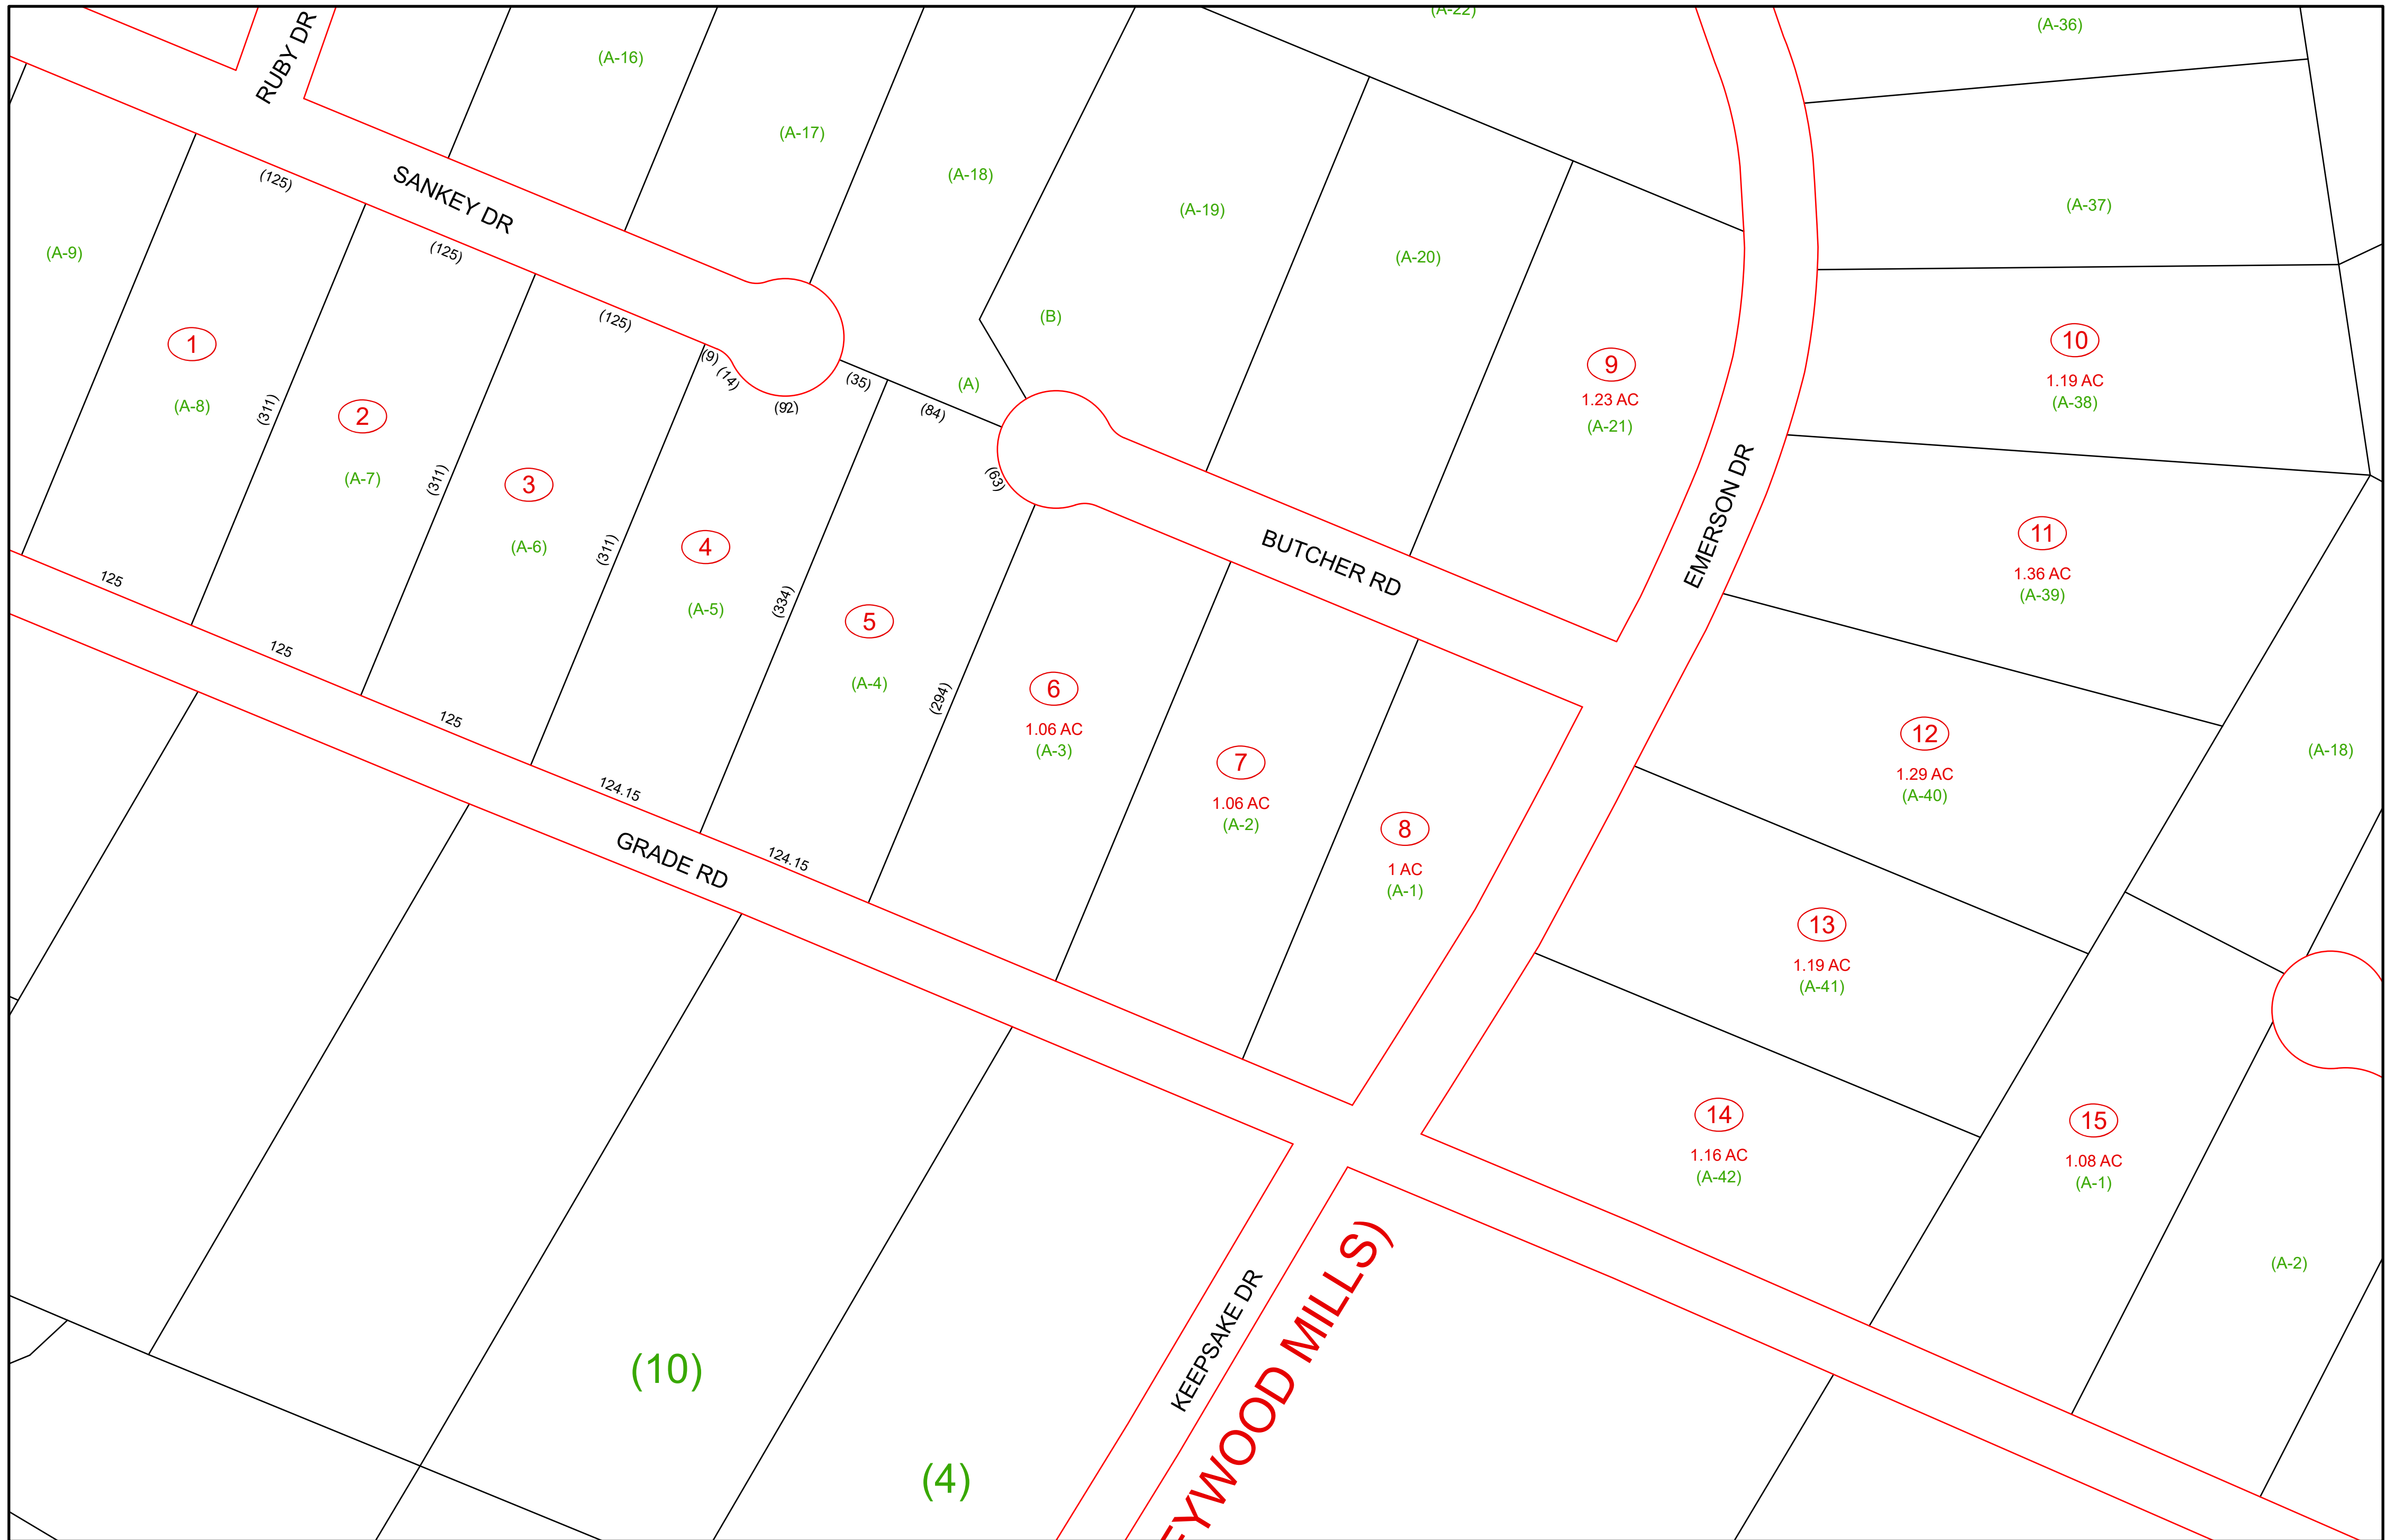 (A-22)
(A-36)
RUBY DR
(A-16)
(A-17)
(A-18)
(125)
SANKEY DR
(A-19)
(A-37)
(A-9)
(125)
(A-20)
(125)
(B)
1
(9)
(14)
(35)
(A)
9
1.23 AC
(A-21)
10
1.19 AC
(A-38)
(A-8)
(311)
2
(92)
(84)
(A-7)
(311)
3
(A-6)
(311)
4
(A-5)
(63)
EMERSON DR
11
1.36 AC
(A-39)
BUTCHER RD
125
(334)
5
(A-4)
125
(294)
6
1.06 AC
(A-3)
125
7
1.06 AC
(A-2)
12
1.29 AC
(A-40)
(A-18)
124.15
8
1 AC
(A-1)
GRADE RD
124.15
13
1.19 AC
(A-41)
14
1.16 AC
(A-42)
15
1.08 AC
(A-1)
(A-2)
KEEPSAKE DR
EYWOOD MILLS)
(10)
(4)